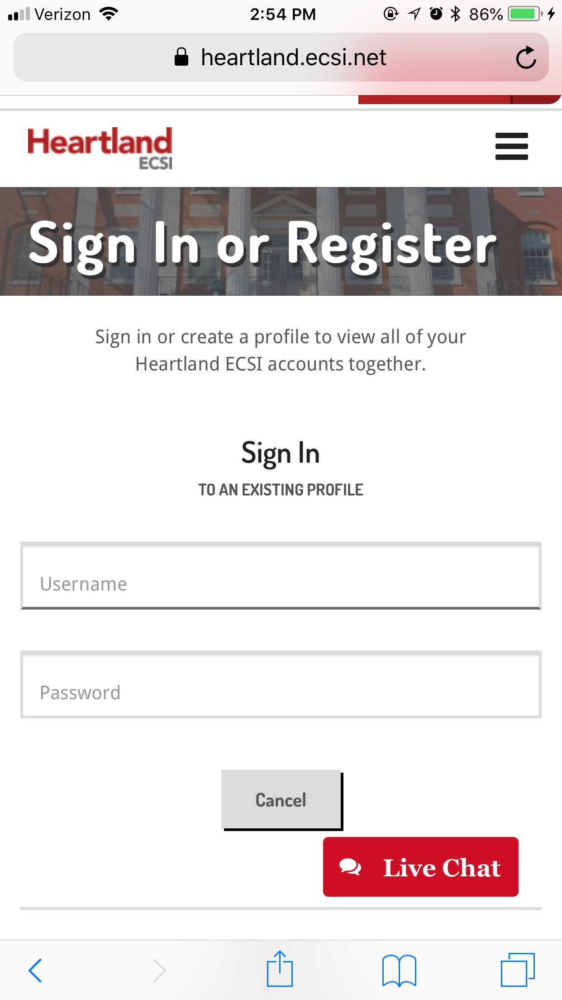 Verizon 2:54 PM 86%
heartland.ecsi.net
Heartland
ECSI
Sign In or Register
Sign in or create a profile to view all of your
Heartland ECSI accounts together.
Sign In
TO AN EXISTING PROFILE
Username
Password
Cancel
Live Chat